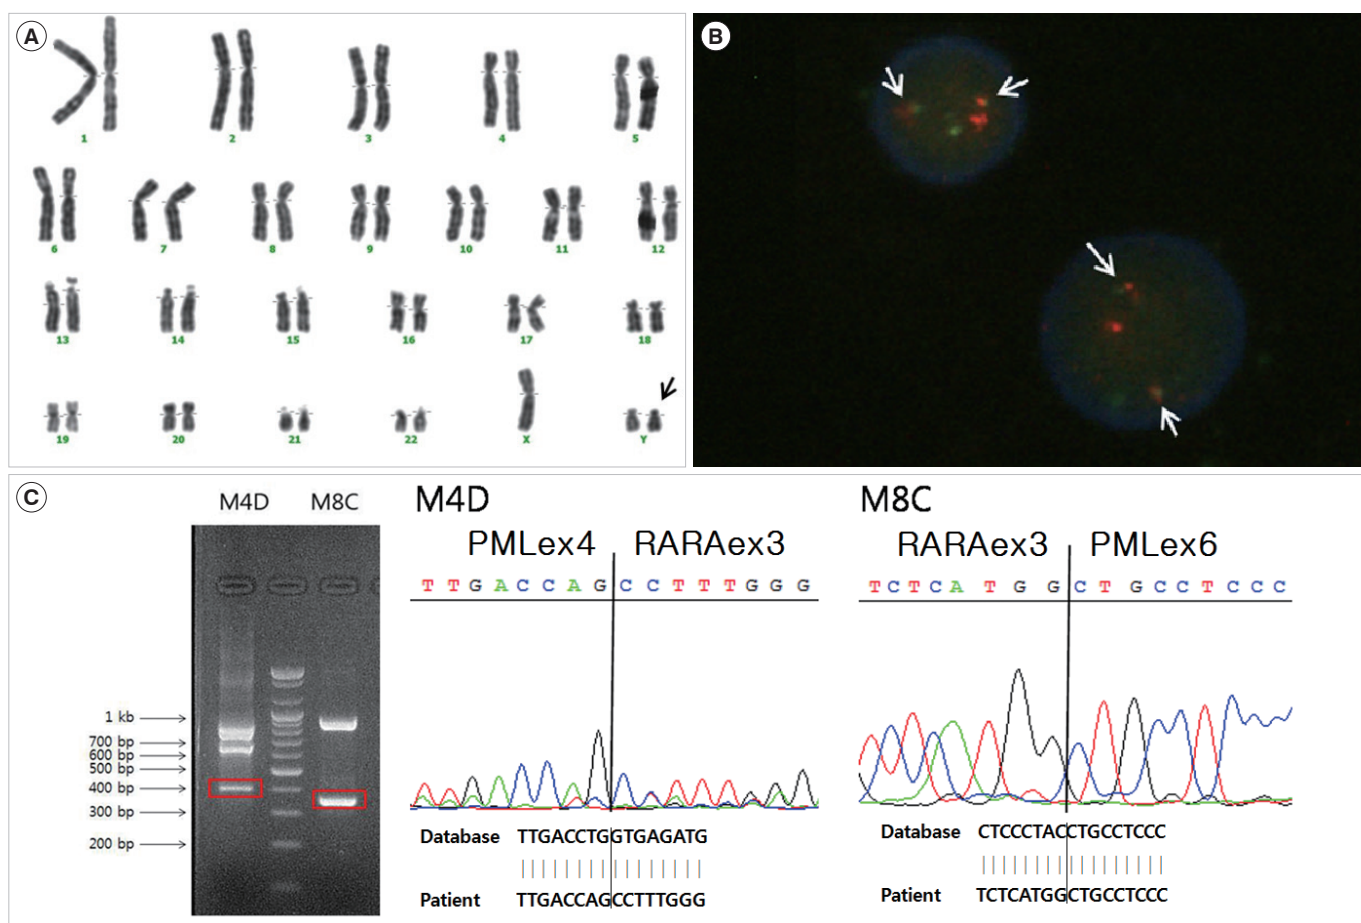 A
1 2 3 4 5
6 7 8 9 10 11 12
13 14 15 16 17 18
19 20 21 22 X Y
B
C
M4D M8C
1 kb
700 bp
600 bp
500 bp
400 bp
300 bp
200 bp
M4D
PMLex4 RARAex3
T T G A C C A G C C T T T G G G
Database TTGACCTGGTGAGATG
Patient TTGACCAGCCTTTGGG
M8C
RARAex3 PMLex6
T C T C A T G G C T G C C T C C C
Database CTCCCTACCTGCCTCCC
Patient TCTCATGGCTGCCTCCC